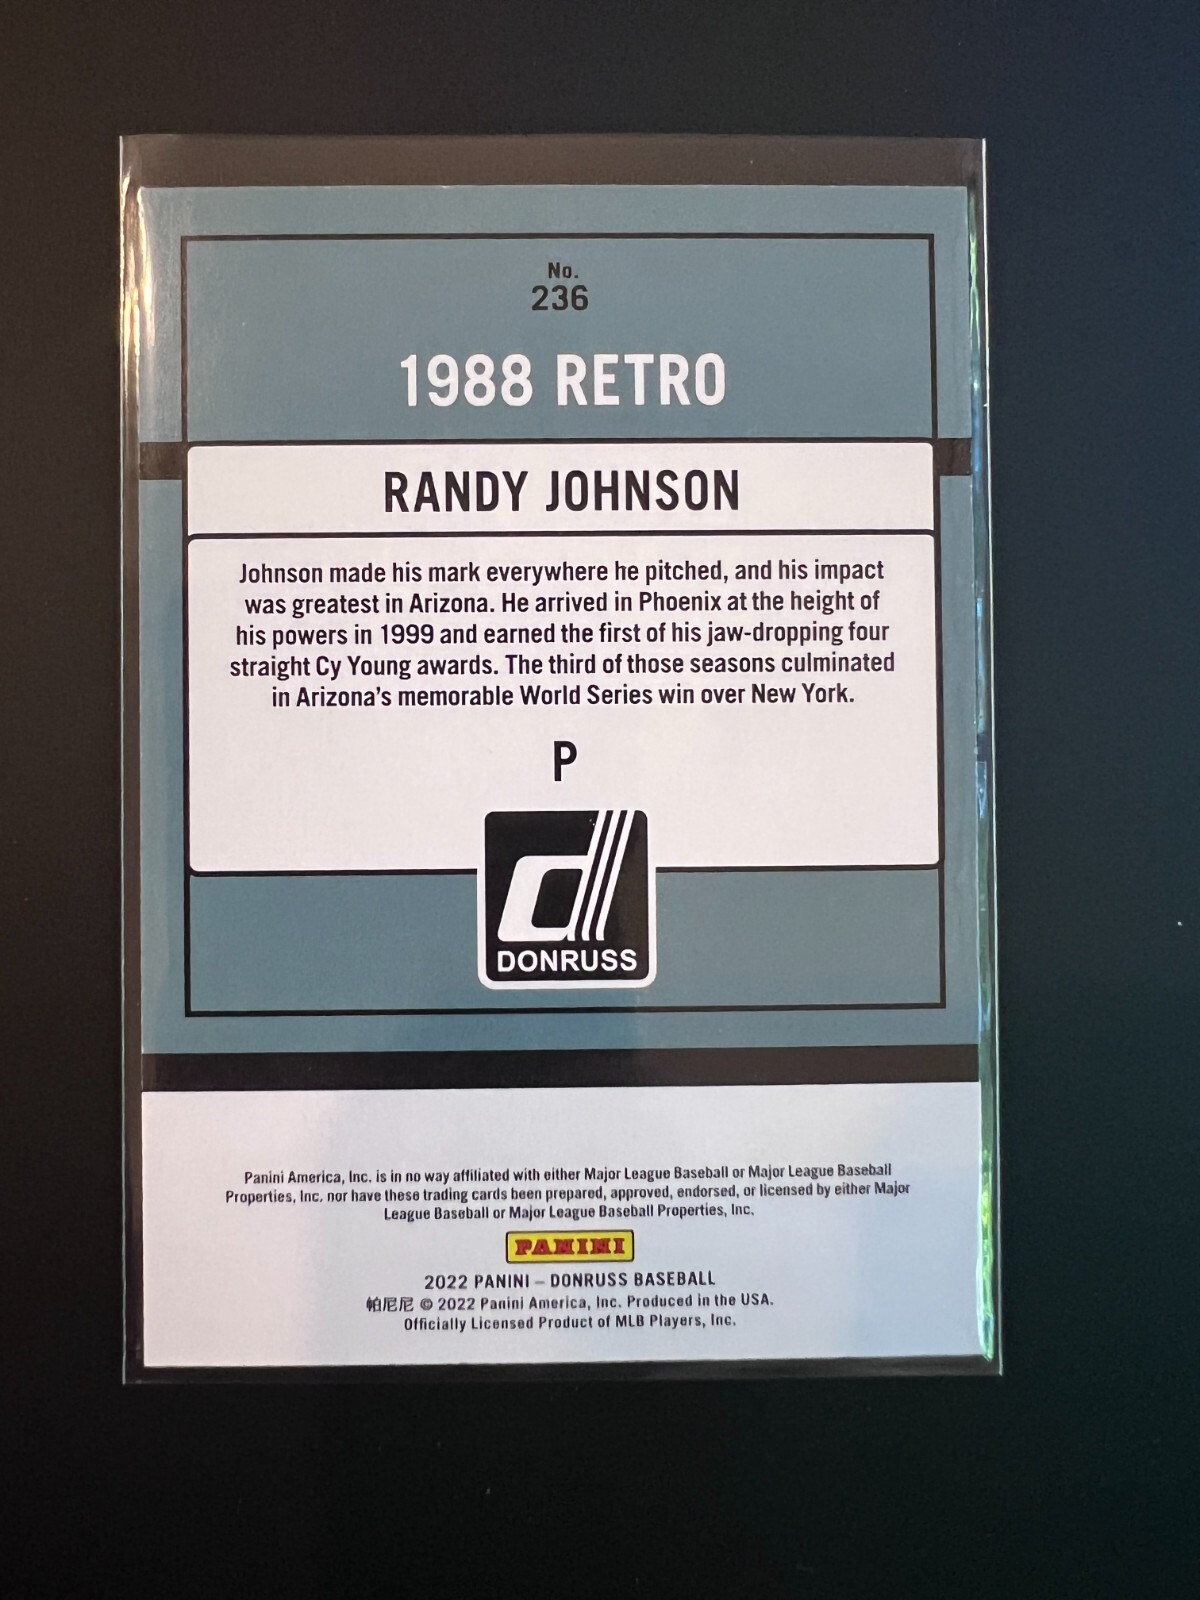 No.
236
1988 RETRO
RANDY JOHNSON
Johnson made his mark everywhere he pitched, and his impact
was greatest in Arizona. He arrived in Phoenix at the height of
his powers in 1999 and earned the first of his jaw-dropping four
straight Cy Young awards. The third of those seasons culminated
in Arizona's memorable World Series win over New York.
P
d
DONRUSS
Panini America, Inc. is in no way affiliated with either Major League Baseball or Major League Baseball
Properties, Inc. nor have these trading cards been prepared, approved, endorsed, or licensed by either Major
League Baseball or Major League Baseball Properties, Inc.
PANINI
2022 PANINI – DONRUSS BASEBALL
帕尼尼 © 2022 Panini America, Inc. Produced in the USA.
Officially Licensed Product of MLB Players, Inc.